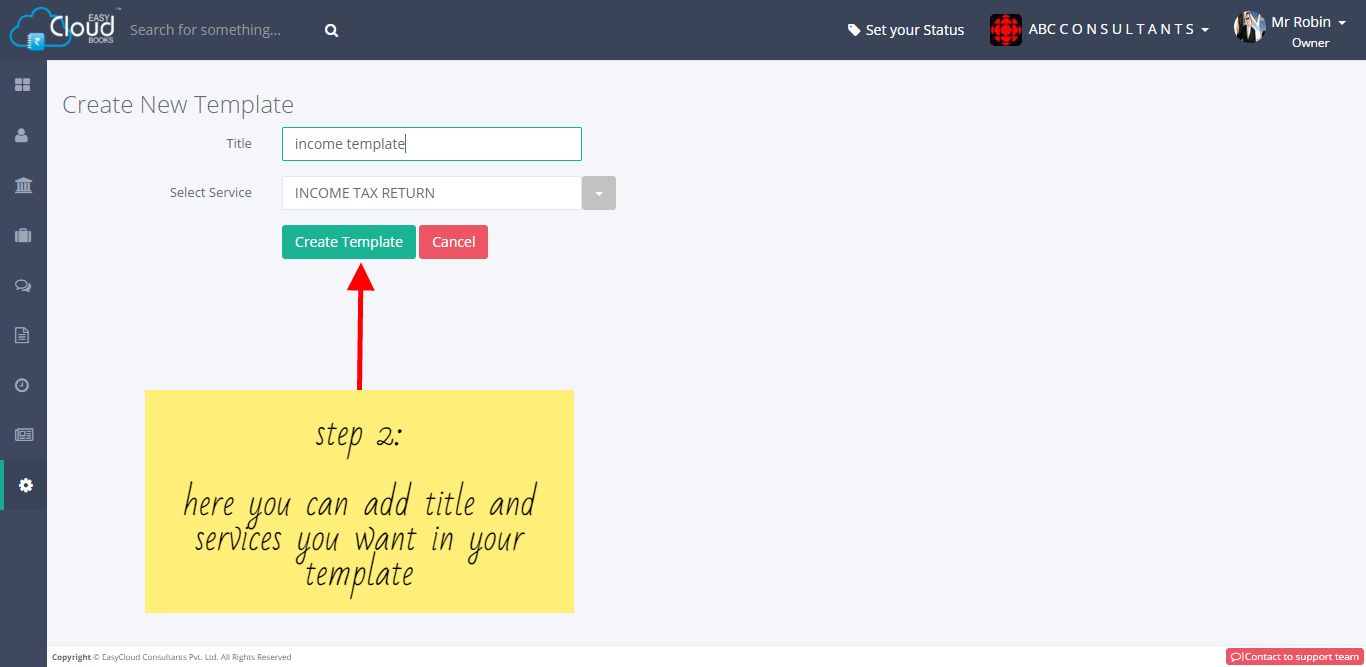 EASY
Cloud™
BOOKS
Search for something...
Set your Status
ABC C O N S U L T A N T S
Mr Robin
Owner
Create New Template
Title
income template
Select Service
INCOME TAX RETURN
Create Template
Cancel
step 2:
here you can add title and
services you want in your
template
Copyright © EasyCloud Consultants Pvt. Ltd. All Rights Reserved
Contact to support team